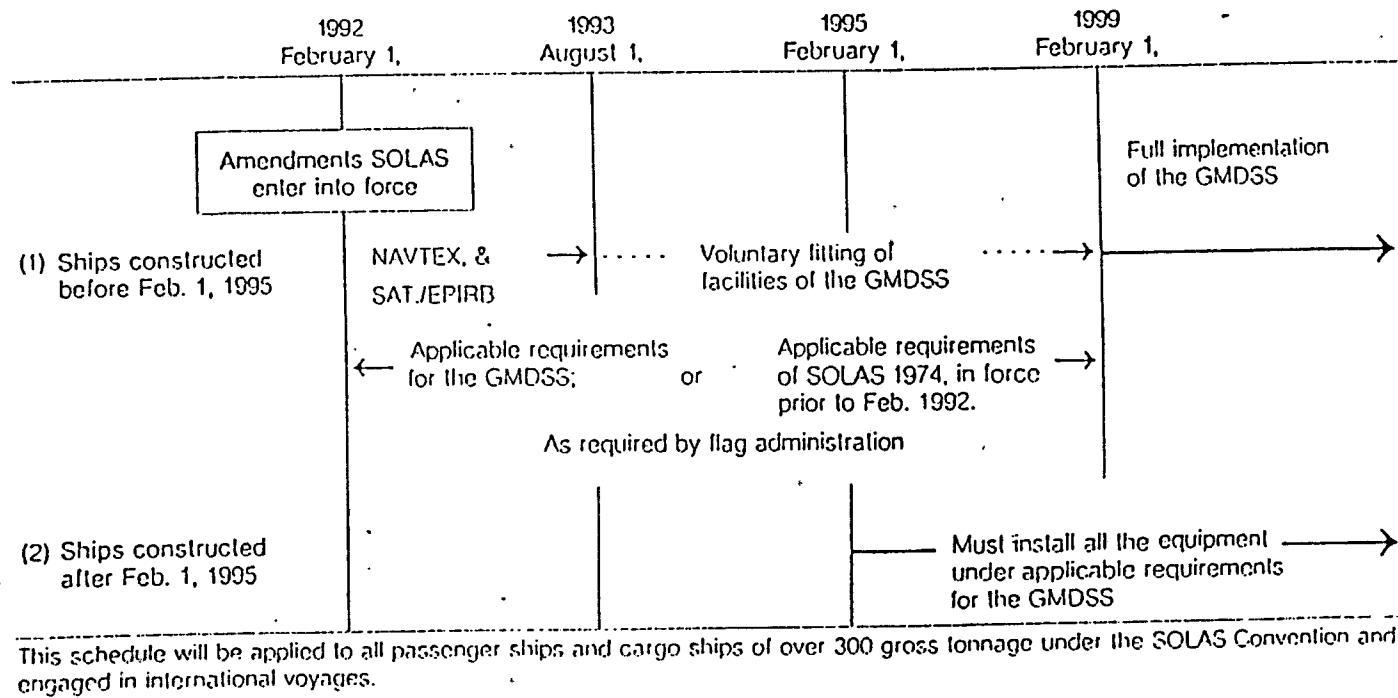 1992
February 1,
1993
August 1,
1995
February 1,
1999
February 1,
Amendments SOLAS
enter into force
Full implementation
of the GMDSS
(1) Ships constructed
before Feb. 1, 1995
NAVTEX, &
SAT./EPIRB
Voluntary fitting of
facilities of the GMDSS
Applicable requirements
for the GMDSS;
or
Applicable requirements
of SOLAS 1974, in force
prior to Feb. 1992.
As required by flag administration
(2) Ships constructed
after Feb. 1, 1995
Must install all the equipment
under applicable requirements
for the GMDSS
This schedule will be applied to all passenger ships and cargo ships of over 300 gross tonnage under the SOLAS Convention and
engaged in international voyages.